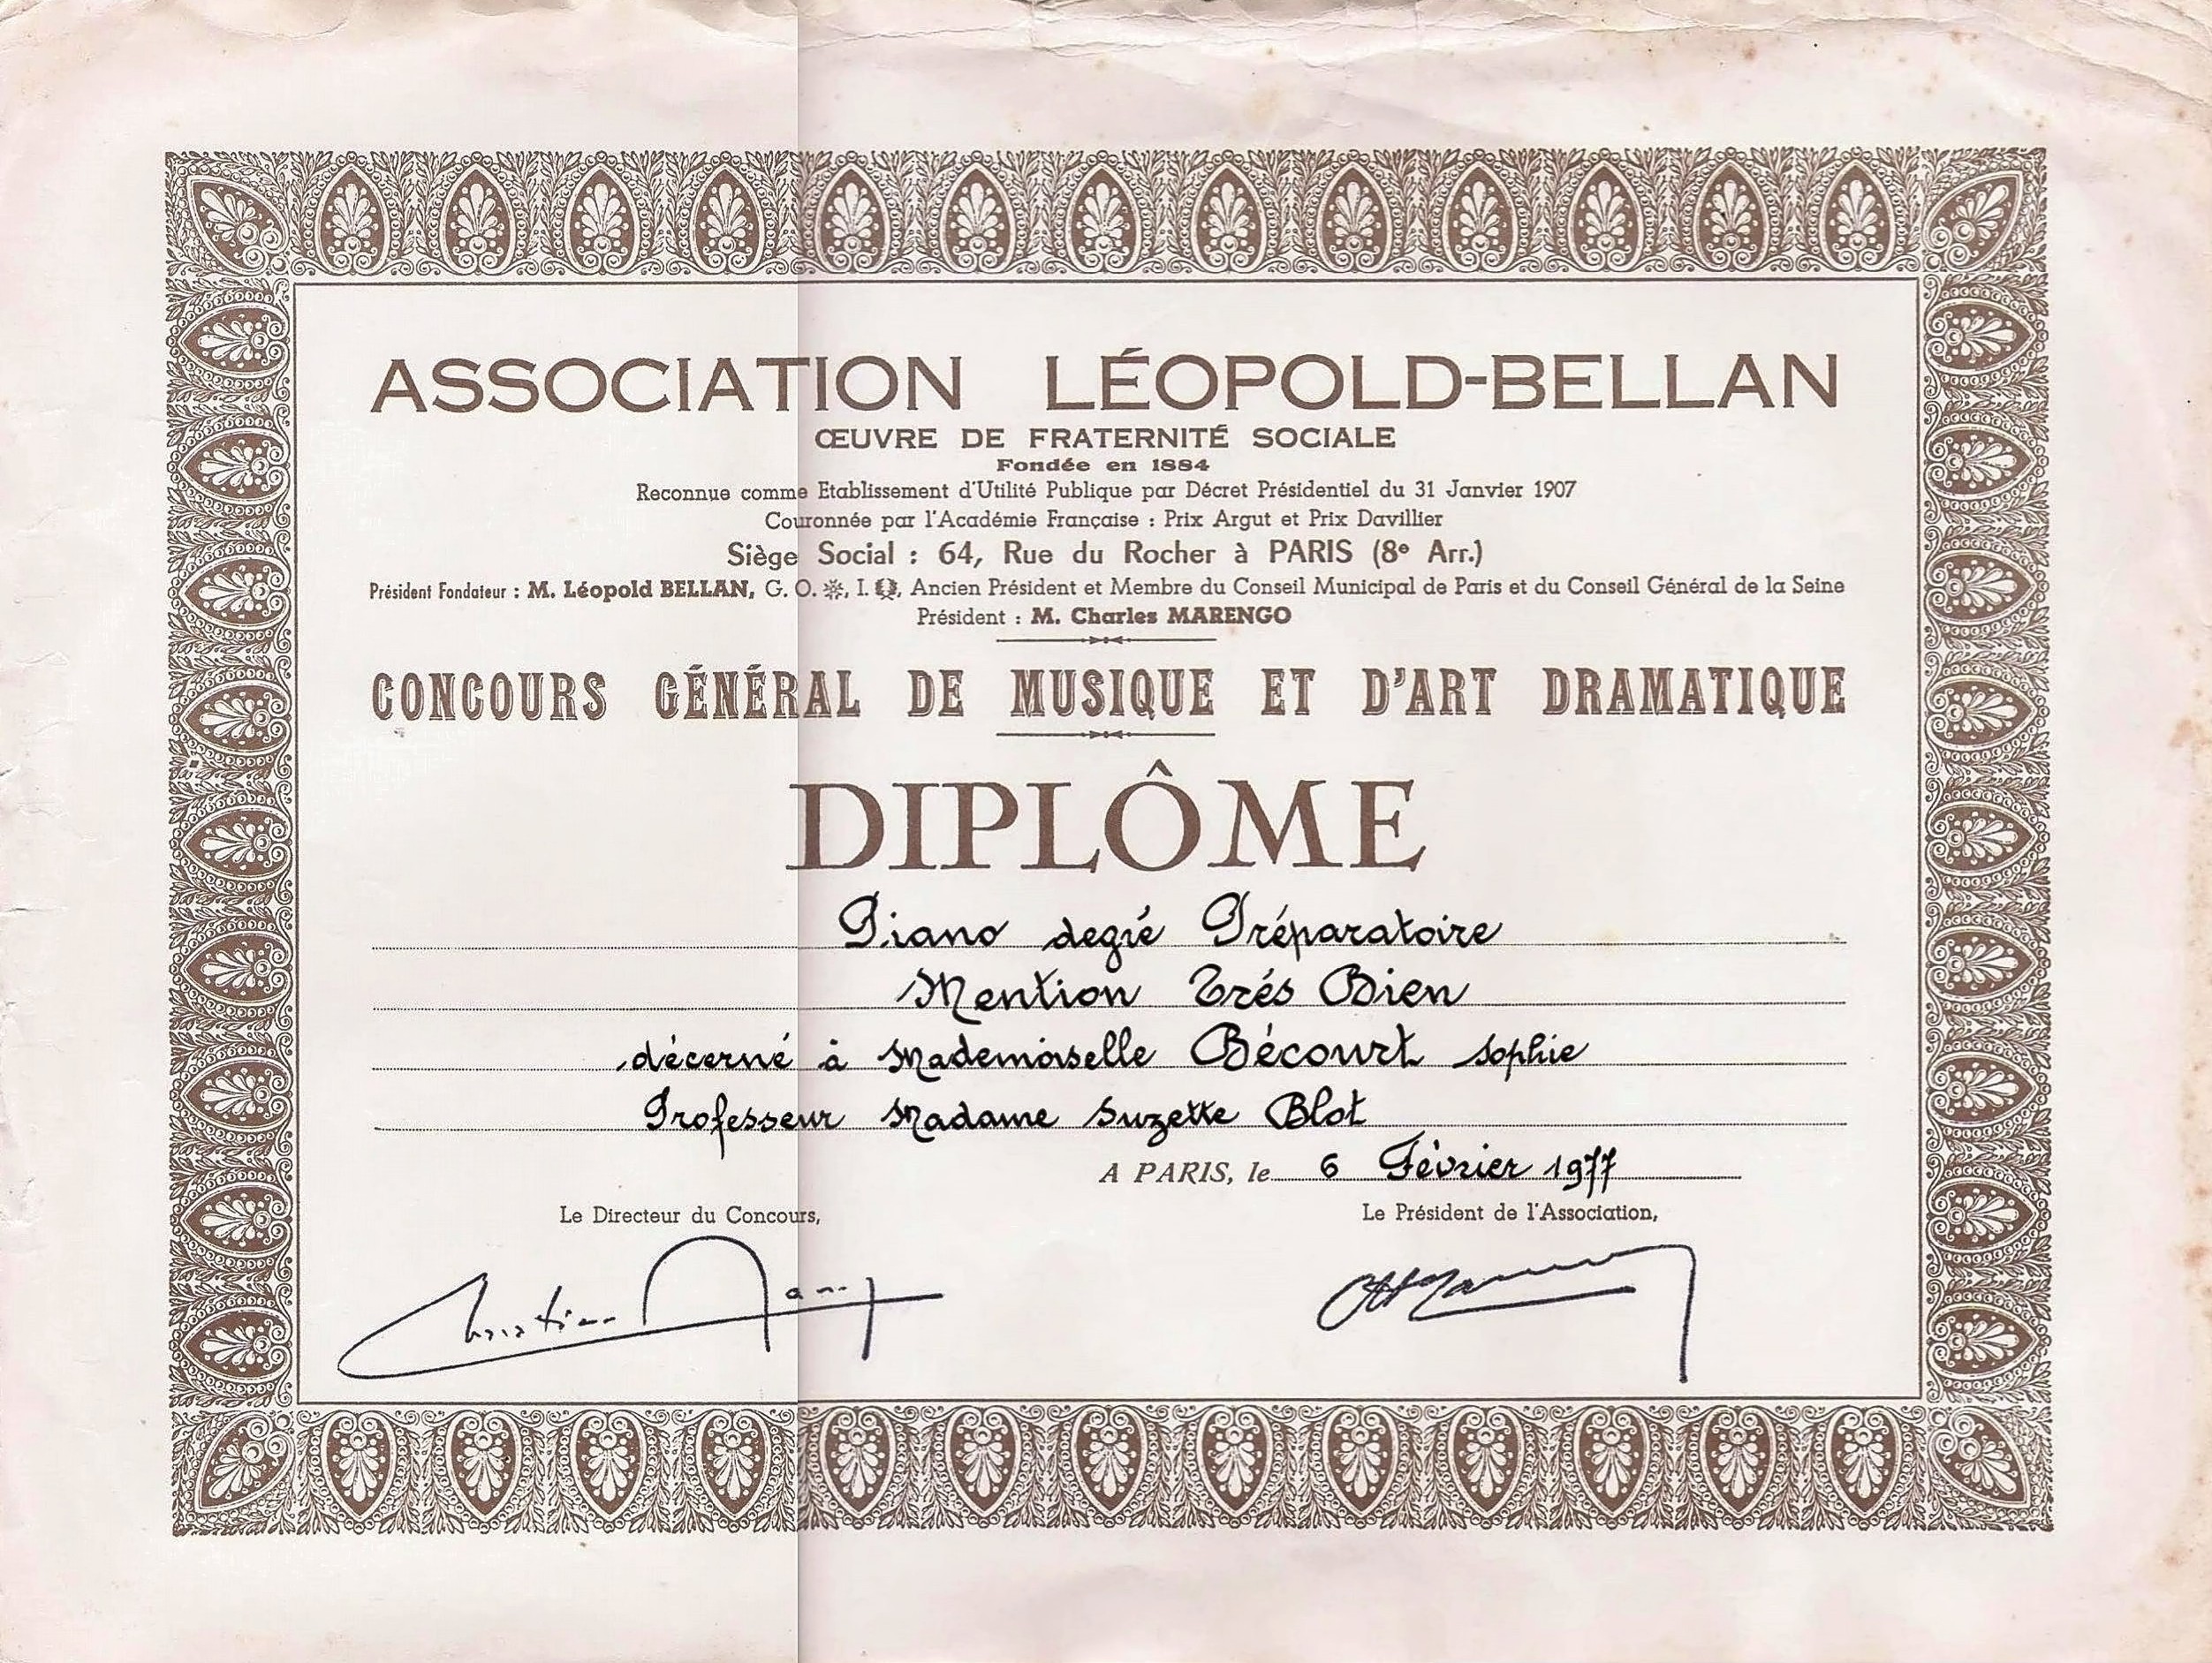 ASSOCIATION LÉOPOLD-BELLAN
ŒUVRE DE FRATERNITÉ SOCIALE
Fondée en 1884
Reconnue comme Etablissement d'Utilité Publique par Décret Présidentiel du 31 Janvier 1907
Couronnée par l'Académie Française : Prix Argut et Prix Davillier
Siège Social : 64, Rue du Rocher à PARIS (8e Arr.)
Président Fondateur : M. Léopold BELLAN, G. O. , I. , Ancien Président et Membre du Conseil Municipal de Paris et du Conseil Général de la Seine
Président : M. Charles MARENGO
CONCOURS GÉNÉRAL DE MUSIQUE ET D'ART DRAMATIQUE
DIPLÔME
Piano degré Préparatoire
Mention Trés Bien
décerné à Mademoiselle Bécourt Sophie
Professeur Madame Suzette Blot
A PARIS, le 6 Février 1977
Le Directeur du Concours, Le Président de l'Association,
Christian